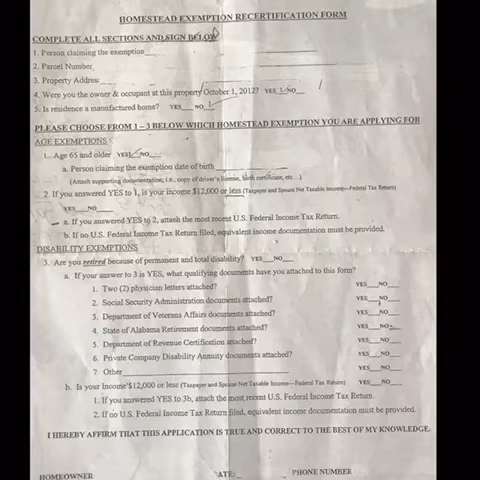 HOMESTEAD EXEMPTION RECERTIFICATION FORM
COMPLETE ALL SECTIONS AND SIGN BELOW
1. Person claiming the exemption
2. Parcel Number
3. Property Address
4. Were you the owner & occupant at this property October 1, 2012? YES NO
5. Is residence a manufactured home? YES NO
PLEASE CHOOSE FROM 1 – 3 BELOW WHICH HOMESTEAD EXEMPTION YOU ARE APPLYING FOR
AGE EXEMPTIONS
1. Age 65 and older YES NO
a. Person claiming the exemption date of birth
(Attach supporting documentation; i.e., copy of driver's license, birth certificate, etc...)
2. If you answered YES to 1, is your income $12,000 or less (Taxpayer and Spouse Net Taxable Income—Federal Tax Return)
YES NO
a. If you answered YES to 2, attach the most recent U.S. Federal Income Tax Return.
b. If no U.S. Federal Income Tax Return filed, equivalent income documentation must be provided.
DISABILITY EXEMPTIONS
3. Are you retired because of permanent and total disability? YES NO
a. If your answer to 3 is YES, what qualifying documents have you attached to this form?
1. Two (2) physician letters attached? YES NO
2. Social Security Administration documents attached? YES NO
3. Department of Veterans Affairs documents attached? YES NO
4. State of Alabama Retirement documents attached? YES NO
5. Department of Revenue Certification attached? YES NO
6. Private Company Disability Annuity documents attached? YES NO
7. Other YES NO
b. Is your Income $12,000 or less (Taxpayer and Spouse Net Taxable Income—Federal Tax Return) YES NO
1. If you answered YES to 3b, attach the most recent U.S. Federal Income Tax Return.
2. If no U.S. Federal Income Tax Return filed, equivalent income documentation must be provided.
I HEREBY AFFIRM THAT THIS APPLICATION IS TRUE AND CORRECT TO THE BEST OF MY KNOWLEDGE.
HOMEOWNER ATE: PHONE NUMBER